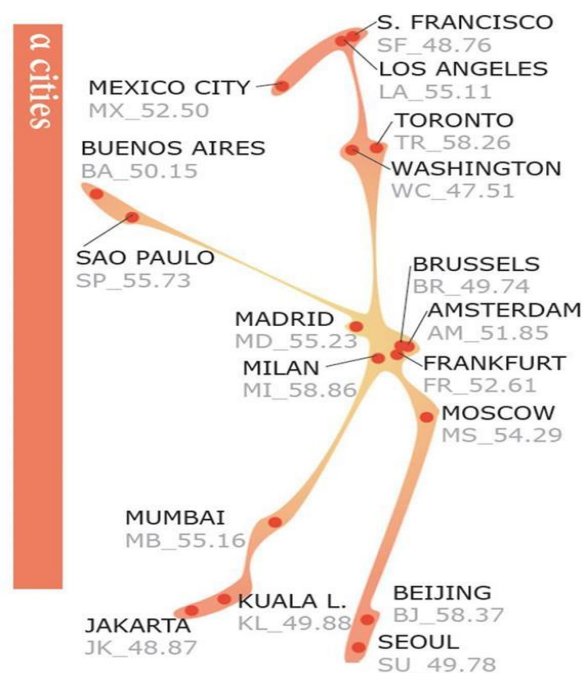 α cities
S. FRANCISCO
SF_48.76
LOS ANGELES
LA_55.11
MEXICO CITY
MX_52.50
TORONTO
TR_58.26
WASHINGTON
WC_47.51
BUENOS AIRES
BA_50.15
SAO PAULO
SP_55.73
BRUSSELS
BR_49.74
AMSTERDAM
AM_51.85
MADRID
MD_55.23
MILAN
MI_58.86
FRANKFURT
FR_52.61
MOSCOW
MS_54.29
MUMBAI
MB_55.16
KUALA L.
KL_49.88
JAKARTA
JK_48.87
BEIJING
BJ_58.37
SEOUL
SU_49.78